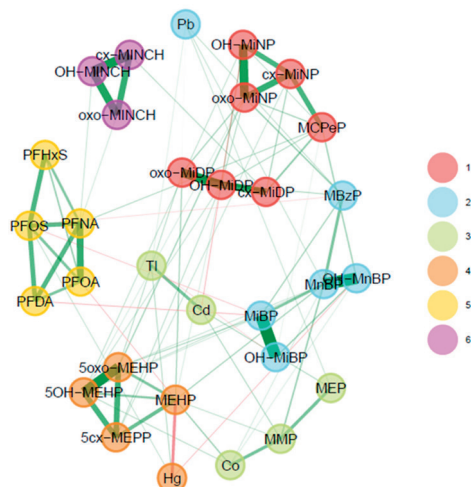 Pb
OH−MiNP
cx−MINCH
OH−MINCH
cx−MiNP
oxo−MiNP
oxo−MINCH
MCPeP
PFHxS
oxo−MiDP
OH−MiDP
cx−MiDP
MBzP
PFOS
PFNA
1
2
3
4
5
6
Tl
PFOA
MnBP
OH−MnBP
PFDA
Cd
MiBP
OH−MiBP
5oxo−MEHP
5OH−MEHP
MEHP
MEP
5cx−MEPP
MMP
Co
Hg